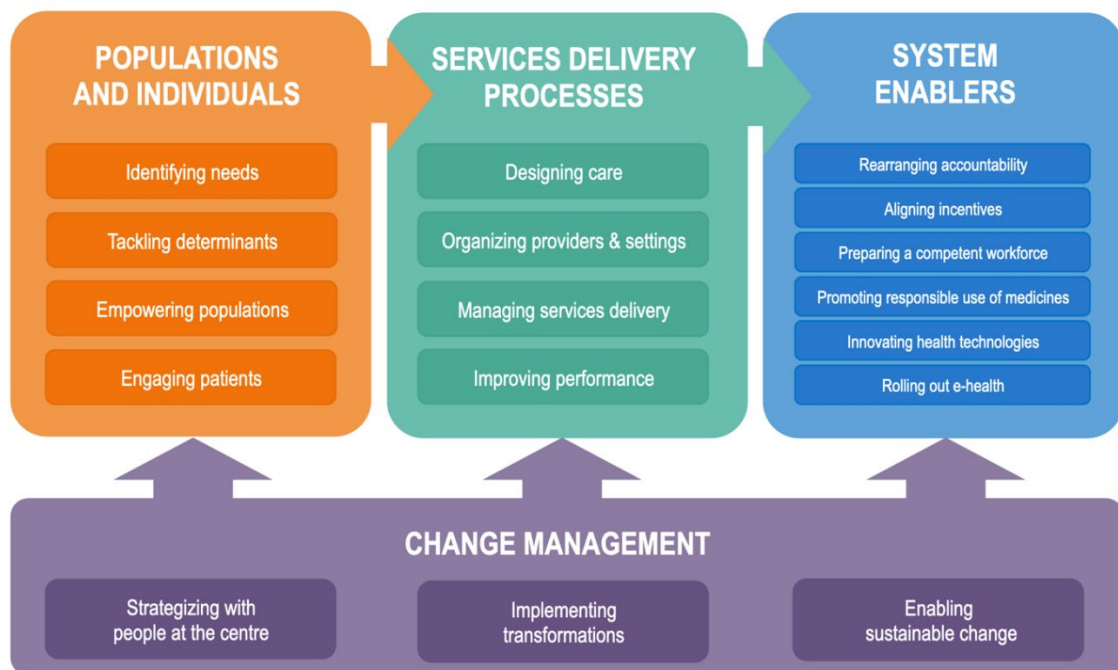 POPULATIONS
AND INDIVIDUALS
Identifying needs
Tackling determinants
Empowering populations
Engaging patients
SERVICES DELIVERY
PROCESSES
Designing care
Organizing providers & settings
Managing services delivery
Improving performance
SYSTEM
ENABLERS
Rearranging accountability
Aligning incentives
Preparing a competent workforce
Promoting responsible use of medicines
Innovating health technologies
Rolling out e-health
CHANGE MANAGEMENT
Strategizing with
people at the centre
Implementing
transformations
Enabling
sustainable change